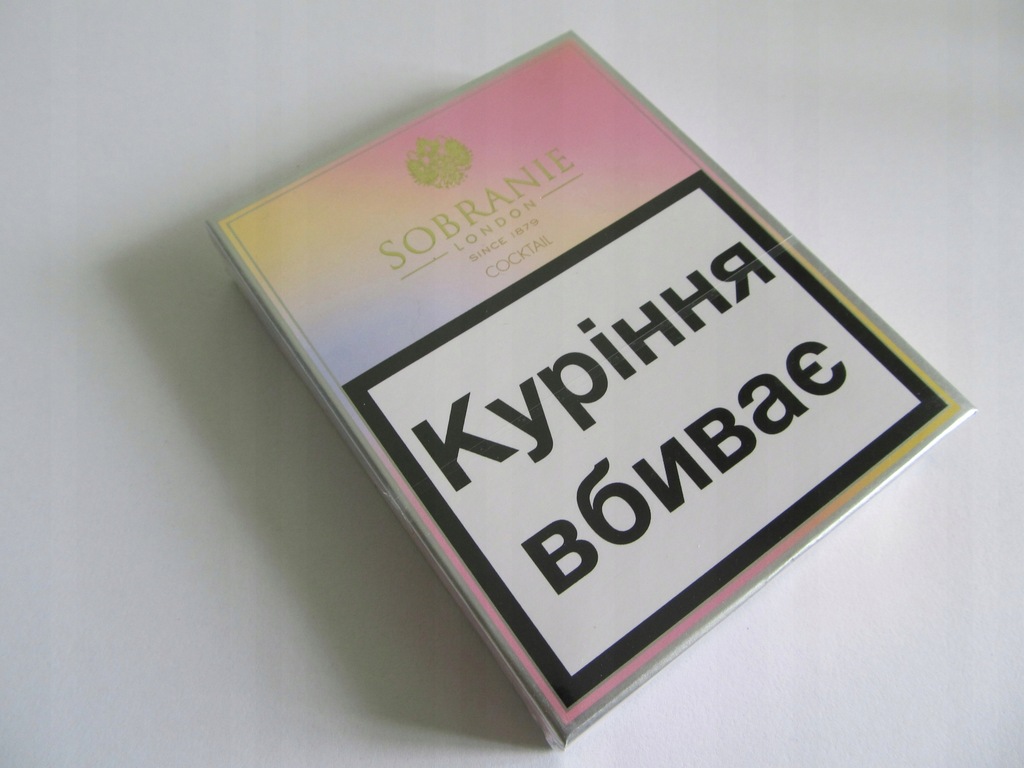 SOBRANIE
LONDON
SINCE 1879
COCKTAIL
Куріння
вбиває